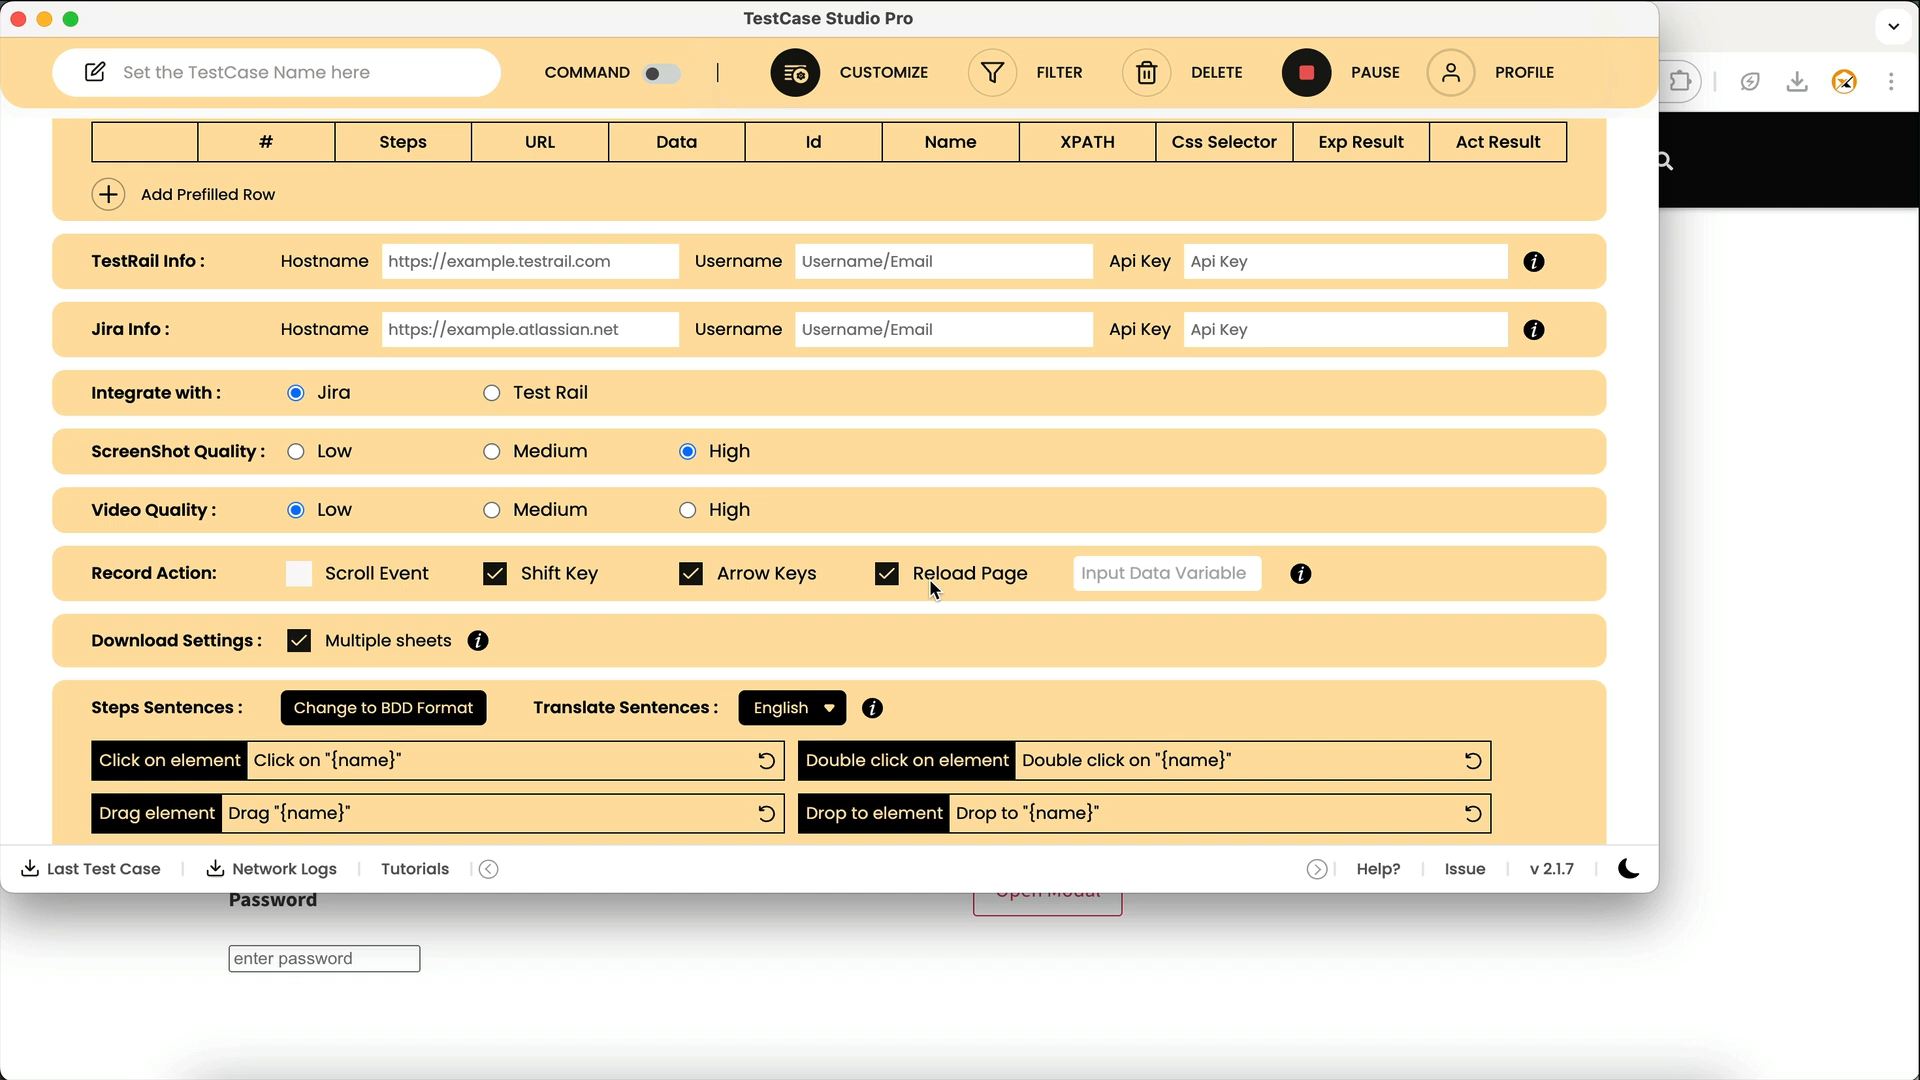 TestCase Studio Pro
Set the TestCase Name here
COMMAND
CUSTOMIZE
FILTER
DELETE
PAUSE
PROFILE
# Steps URL Data Id Name XPATH Css Selector Exp Result Act Result
Add Prefilled Row
TestRail Info : Hostname https://example.testrail.com Username Username/Email Api Key Api Key
Jira Info : Hostname https://example.atlassian.net Username Username/Email Api Key Api Key
Integrate with : Jira Test Rail
ScreenShot Quality : Low Medium High
Video Quality : Low Medium High
Record Action: Scroll Event Shift Key Arrow Keys Reload Page Input Data Variable
Download Settings : Multiple sheets
Steps Sentences : Change to BDD Format Translate Sentences : English
Click on element Click on "{name}" Double click on element Double click on "{name}"
Drag element Drag "{name}" Drop to element Drop to "{name}"
Last Test Case Network Logs Tutorials Help? Issue v 2.1.7
Open Modal
Password
enter password